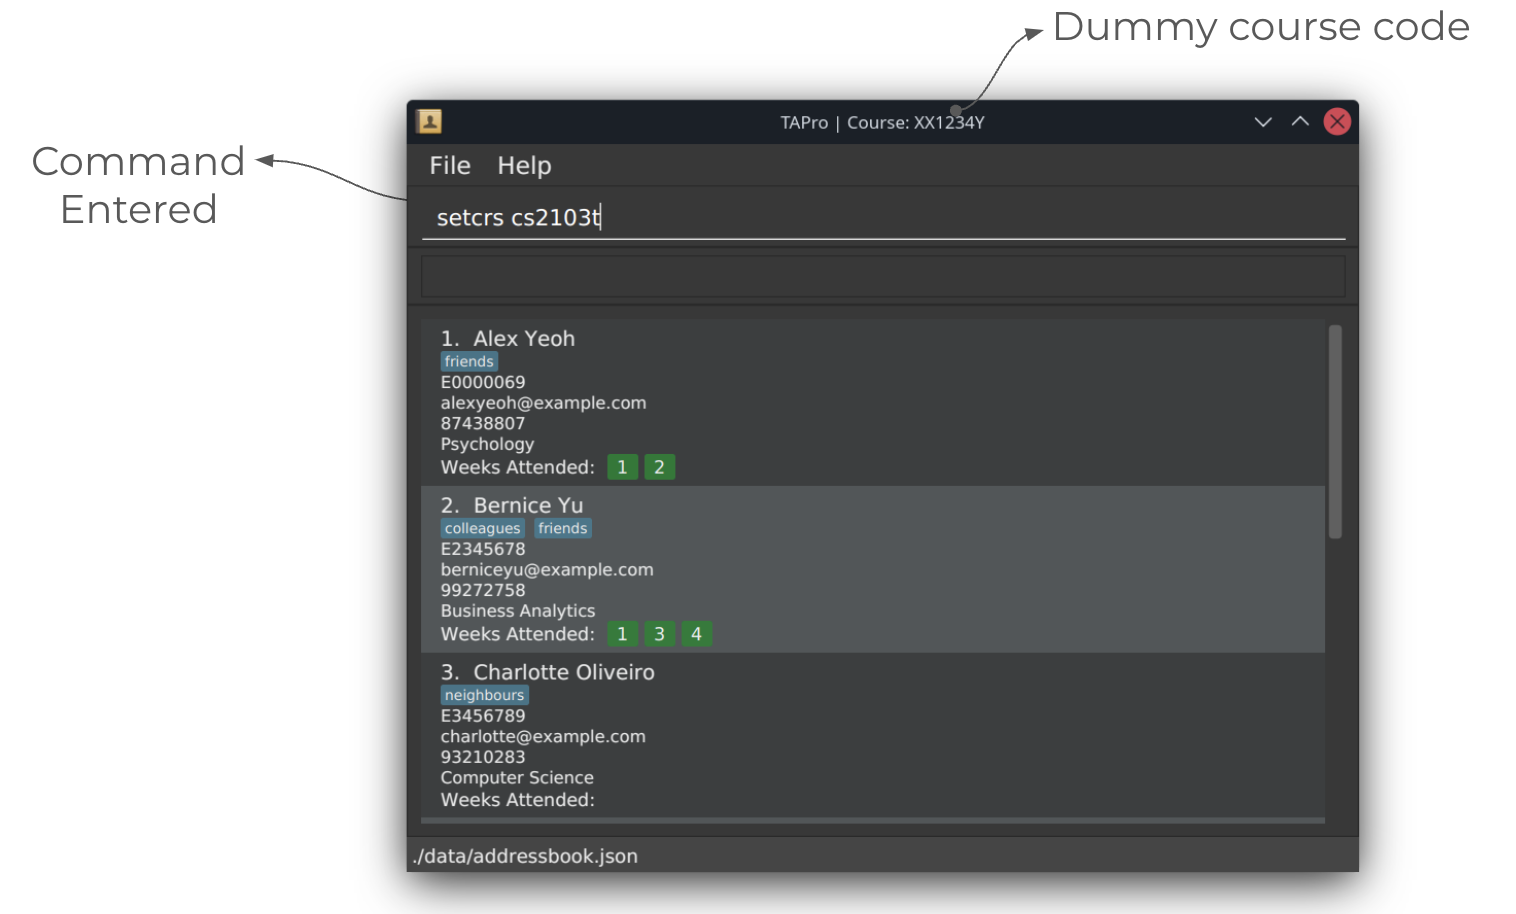 Dummy course code
TAPro | Course: XX1234Y
Command
Entered
File Help
setcrs cs2103t
1. Alex Yeoh
friends
E0000069
alexyeoh@example.com
87438807
Psychology
Weeks Attended: 1 2
2. Bernice Yu
colleagues friends
E2345678
berniceyu@example.com
99272758
Business Analytics
Weeks Attended: 1 3 4
3. Charlotte Oliveiro
neighbours
E3456789
charlotte@example.com
93210283
Computer Science
Weeks Attended:
./data/addressbook.json